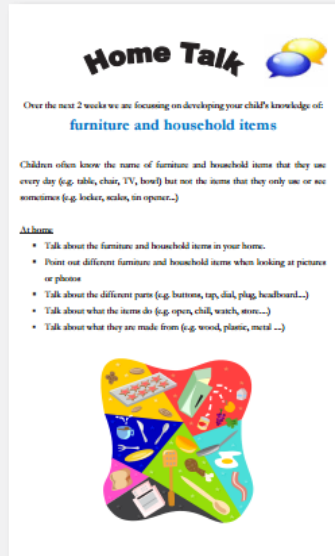 Home Talk
Over the next 2 weeks we are focussing on developing your child's knowledge of:
furniture and household items
Children often know the name of furniture and household items that they use
every day (e.g. table, chair, TV, bowl) but not the items that they only use or see
sometimes (e.g. locker, scales, tin opener...)
At home
• Talk about the furniture and household items in your home.
• Point out different furniture and household items when looking at pictures
or photos
• Talk about the different parts (e.g. buttons, tap, dial, plug, headboard...)
• Talk about what the items do (e.g. open, chill, watch, store....)
• Talk about what they are made from (e.g. wood, plastic, metal ...)